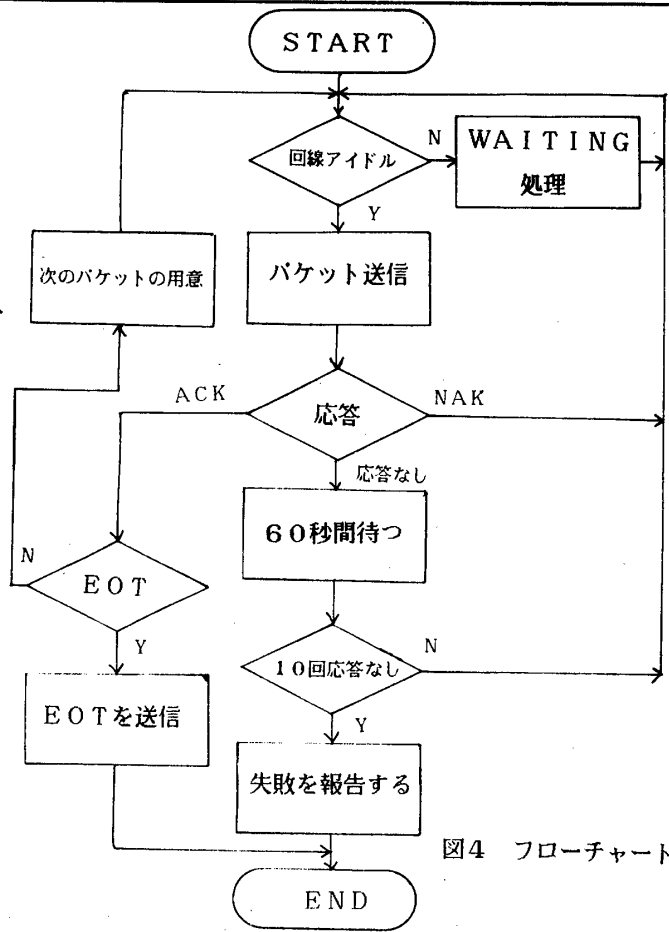 ＳＴＡＲＴ
回線アイドル
N
ＷＡＩＴＩＮＧ
処理
Y
次のパケットの用意
パケット送信
ACK
応答
NAK
応答なし
６０秒間待つ
N
ＥＯＴ
Y
１０回応答なし
N
ＥＯＴを送信
Y
失敗を報告する
図4　フローチャート
ＥＮＤ